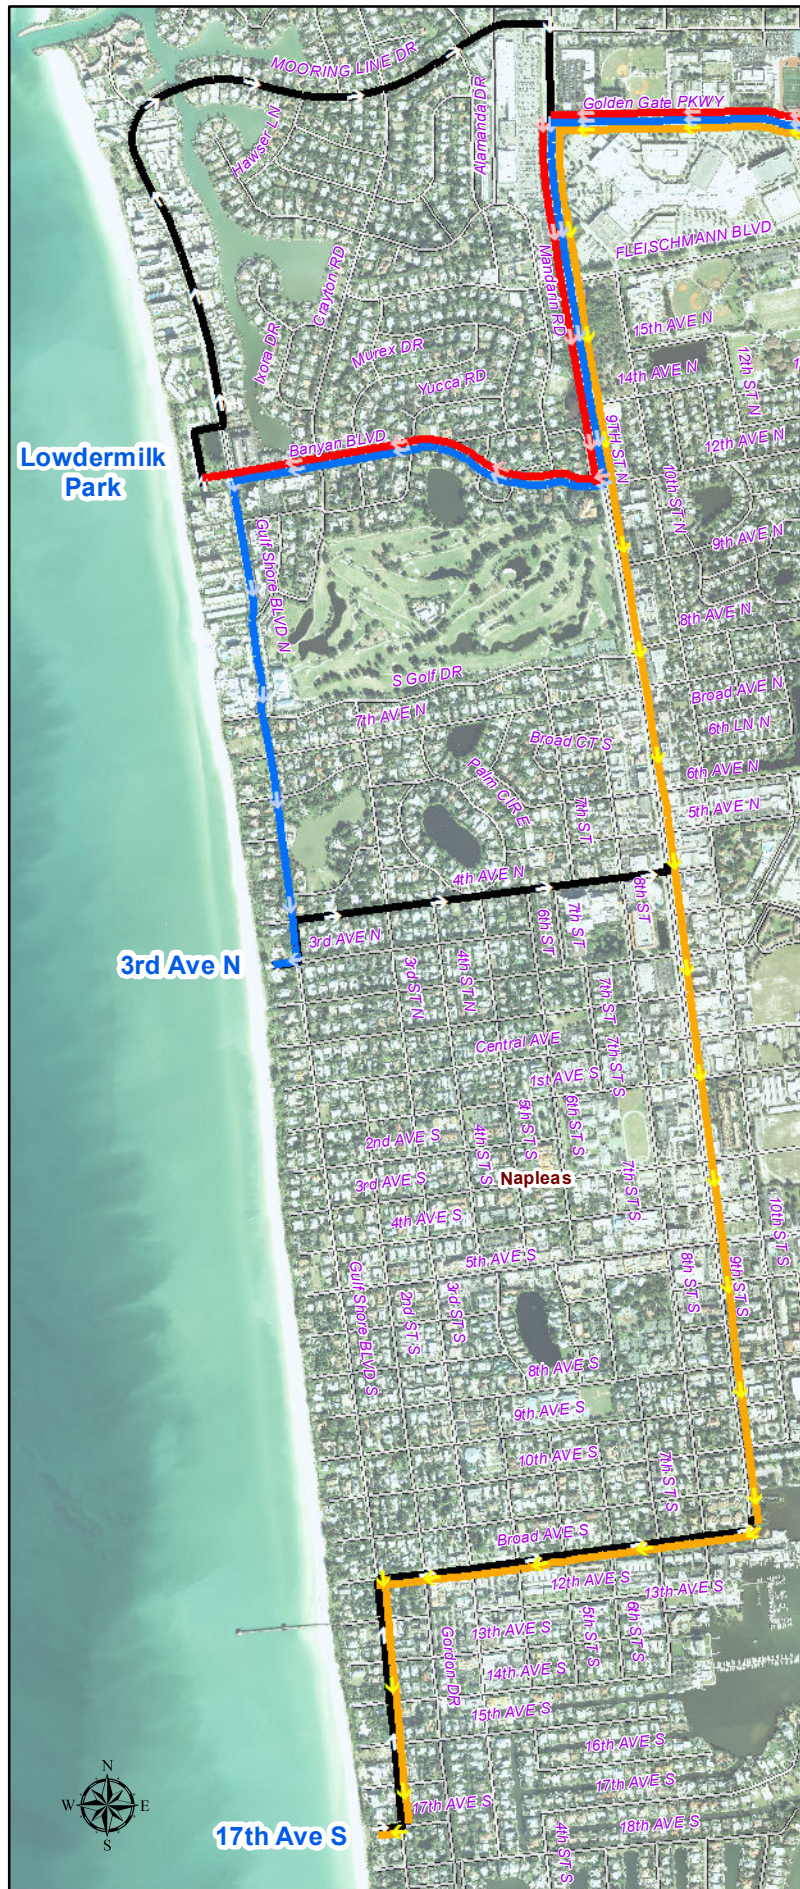 MOORING LINE DR
Alamanda DR
Golden Gate PKWY
Hawser LN
FLEISCHMANN BLVD
Crayton RD
Mandarin RD
15th AVE N
Ixora DR
Murex DR
12th ST N
14th AVE N
1
Yucca RD
9TH ST N
Banyan BLVD
12th AVE N
Lowdermilk
Park
10th ST N
Gulf Shore BLVD N
9th AVE N
8th AVE N
S Golf DR
Broad AVE N
7th AVE N
6th LN N
Broad CT S
Palm CIR E
6th AVE N
7th ST
5th AVE N
4th AVE N
8th ST
3rd AVE N
6th ST
7th ST
3rd Ave N
3rd ST N
4th ST N
7th ST
Central AVE
7th ST S
1st AVE S
5th ST S
6th ST S
2nd AVE S
4th ST S
3rd AVE S
Napleas
7th ST S
4th AVE S
10th ST S
5th AVE S
8th ST S
9th ST S
Gulf Shore BLVD S
2nd ST S
3rd ST S
8th AVE S
9th AVE S
10th AVE S
7th ST S
Broad AVE S
12th AVE S
13th AVE S
13th AVE S
5th ST S
6th ST S
Gordon DR
14th AVE S
15th AVE S
16th AVE S
17th AVE S
N
W
E
S
17th AVE S
17th Ave S
18th AVE S
4th ST S